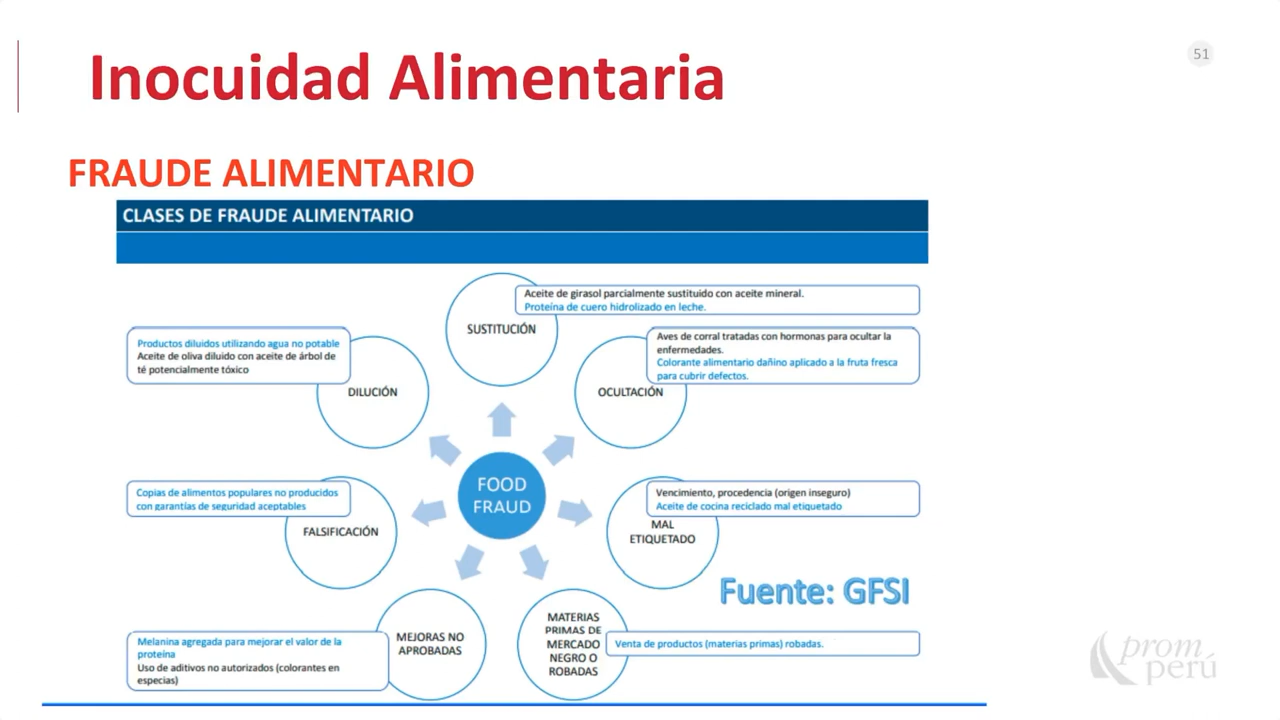 51
Inocuidad Alimentaria
FRAUDE ALIMENTARIO
CLASES DE FRAUDE ALIMENTARIO
SUSTITUCIÓN
Aceite de girasol parcialmente sustituido con aceite mineral.
Proteína de cuero hidrolizado en leche.
OCULTACIÓN
Aves de corral tratadas con hormonas para ocultar la
enfermedades.
Colorante alimentario dañino aplicado a la fruta fresca
para cubrir defectos.
MAL
ETIQUETADO
Vencimiento, procedencia (origen inseguro)
Aceite de cocina reciclado mal etiquetado
MATERIAS
PRIMAS DE
MERCADO
NEGRO O
ROBADAS
Venta de productos (materias primas) robadas.
MEJORAS NO
APROBADAS
Melanina agregada para mejorar el valor de la
proteína
Uso de aditivos no autorizados (colorantes en
especias)
FALSIFICACIÓN
Copias de alimentos populares no producidos
con garantías de seguridad aceptables
DILUCIÓN
Productos diluidos utilizando agua no potable
Aceite de oliva diluido con aceite de árbol de
té potencialmente tóxico
FOOD
FRAUD
Fuente: GFSI
prom
perú